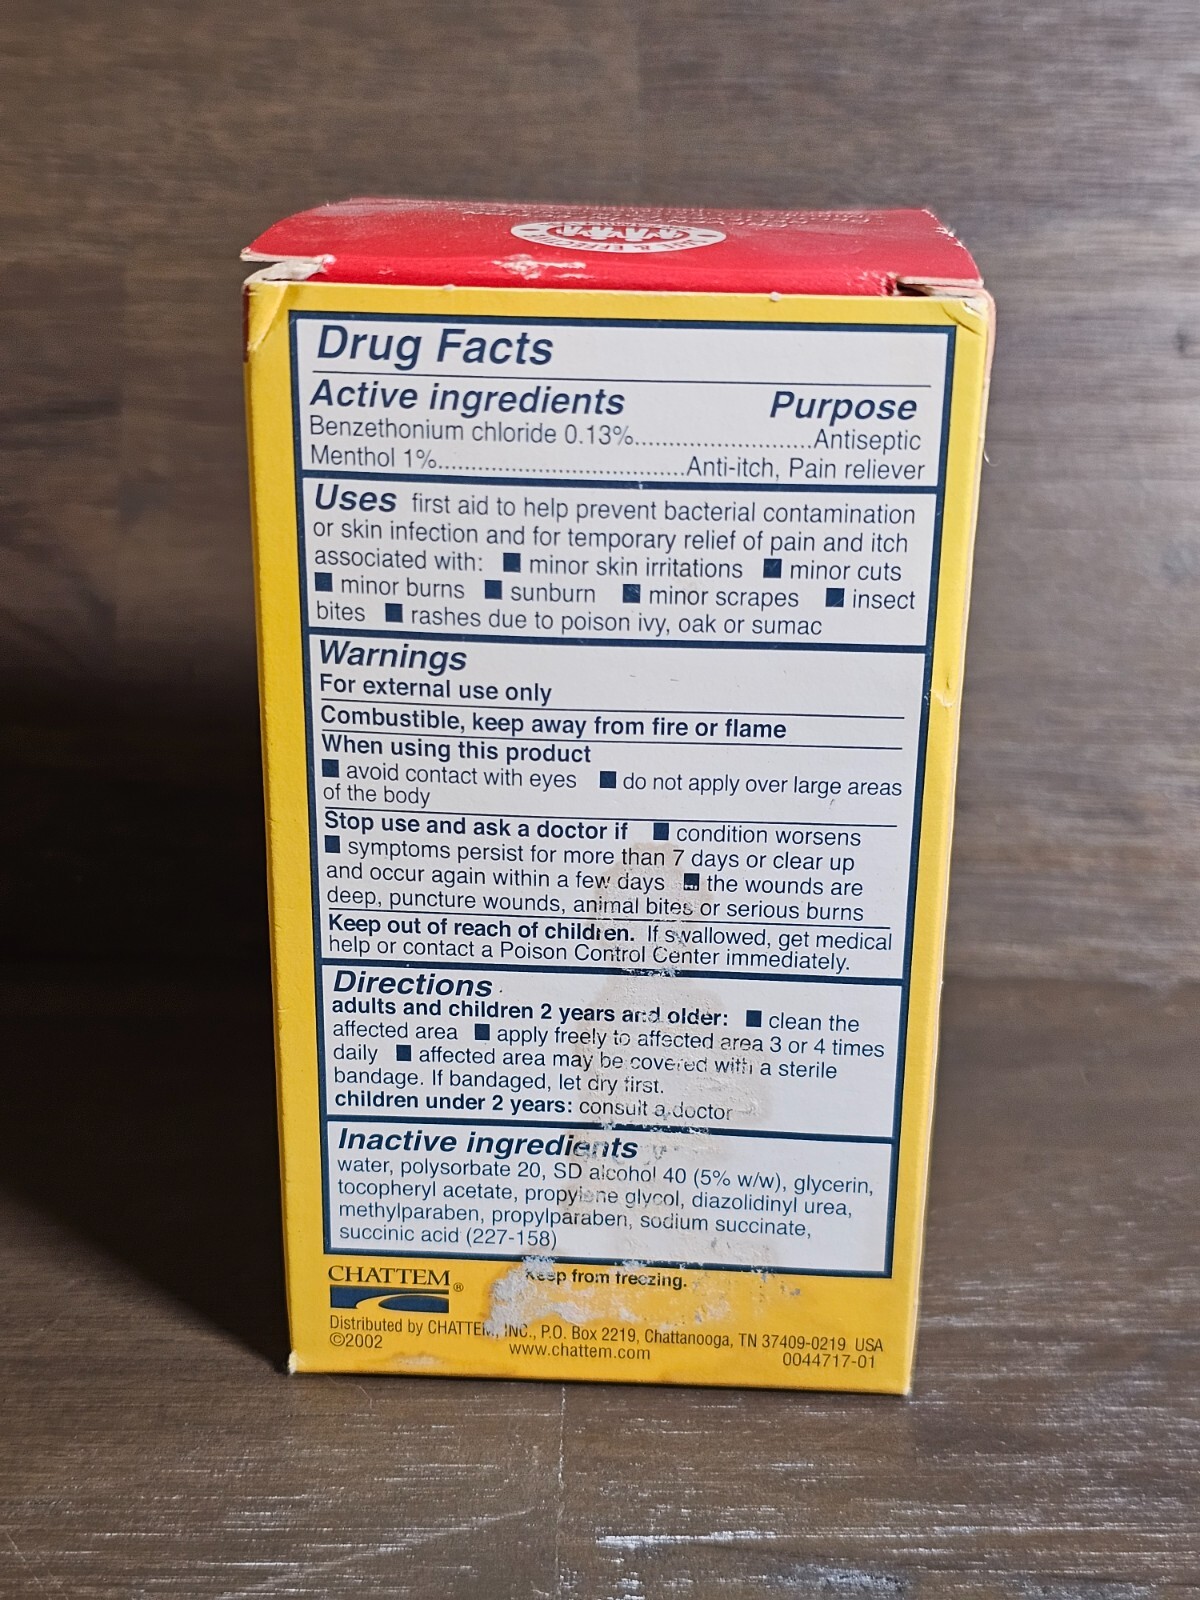 SAFE & EFFECTIVE
Drug Facts
Active ingredients Purpose
Benzethonium chloride 0.13%............................Antiseptic
Menthol 1%.....................................Anti-itch, Pain reliever
Uses first aid to help prevent bacterial contamination
or skin infection and for temporary relief of pain and itch
associated with: ■ minor skin irritations ■ minor cuts
■ minor burns ■ sunburn ■ minor scrapes ■ insect
bites ■ rashes due to poison ivy, oak or sumac
Warnings
For external use only
Combustible, keep away from fire or flame
When using this product
■ avoid contact with eyes ■ do not apply over large areas
of the body
Stop use and ask a doctor if ■ condition worsens
■ symptoms persist for more than 7 days or clear up
and occur again within a few days ■ the wounds are
deep, puncture wounds, animal bites or serious burns
Keep out of reach of children. If swallowed, get medical
help or contact a Poison Control Center immediately.
Directions
adults and children 2 years and older: ■ clean the
affected area ■ apply freely to affected area 3 or 4 times
daily ■ affected area may be covered with a sterile
bandage. If bandaged, let dry first.
children under 2 years: consult a doctor
Inactive ingredients
water, polysorbate 20, SD alcohol 40 (5% w/w), glycerin,
tocopheryl acetate, propylene glycol, diazolidinyl urea,
methylparaben, propylparaben, sodium succinate,
succinic acid (227-158)
CHATTEM® Keep from freezing.
Distributed by CHATTEM, INC., P.O. Box 2219, Chattanooga, TN 37409-0219 USA
©2002 www.chattem.com 0044717-01